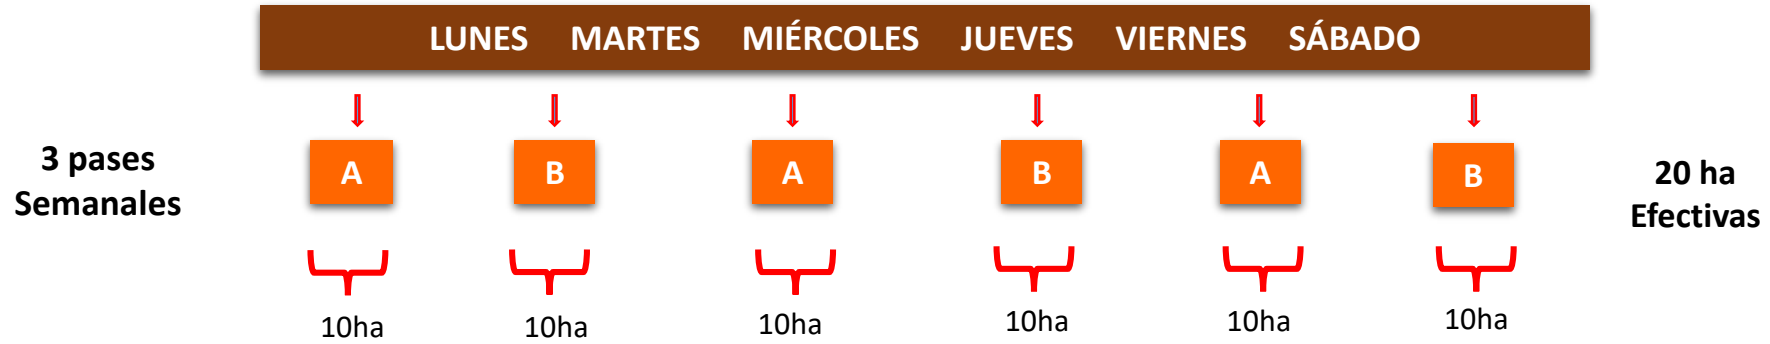 LUNES MARTES MIÉRCOLES JUEVES VIERNES SÁBADO
3 pases
Semanales
A B A B A B
20 ha
Efectivas
10ha 10ha 10ha 10ha 10ha 10ha